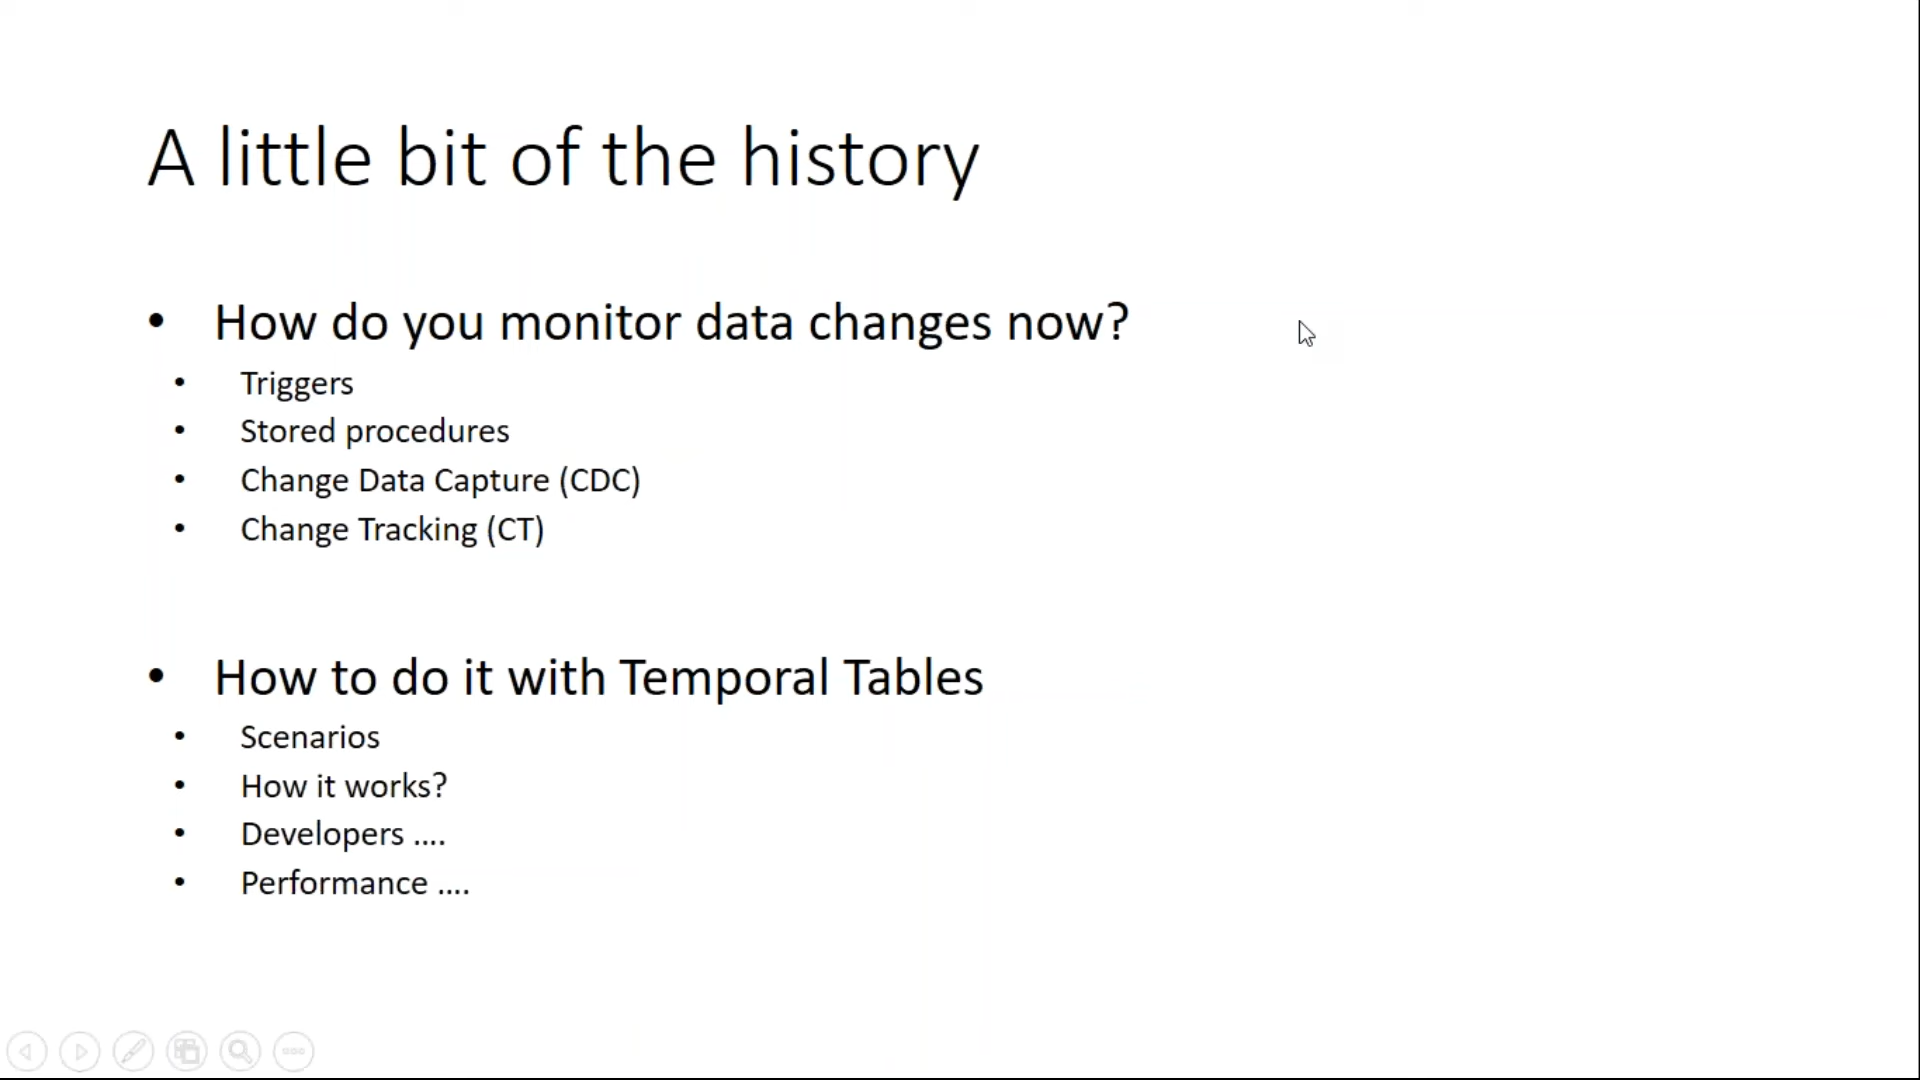 A little bit of the history
• How do you monitor data changes now?
• Triggers
• Stored procedures
• Change Data Capture (CDC)
• Change Tracking (CT)
• How to do it with Temporal Tables
• Scenarios
• How it works?
• Developers ....
• Performance ....